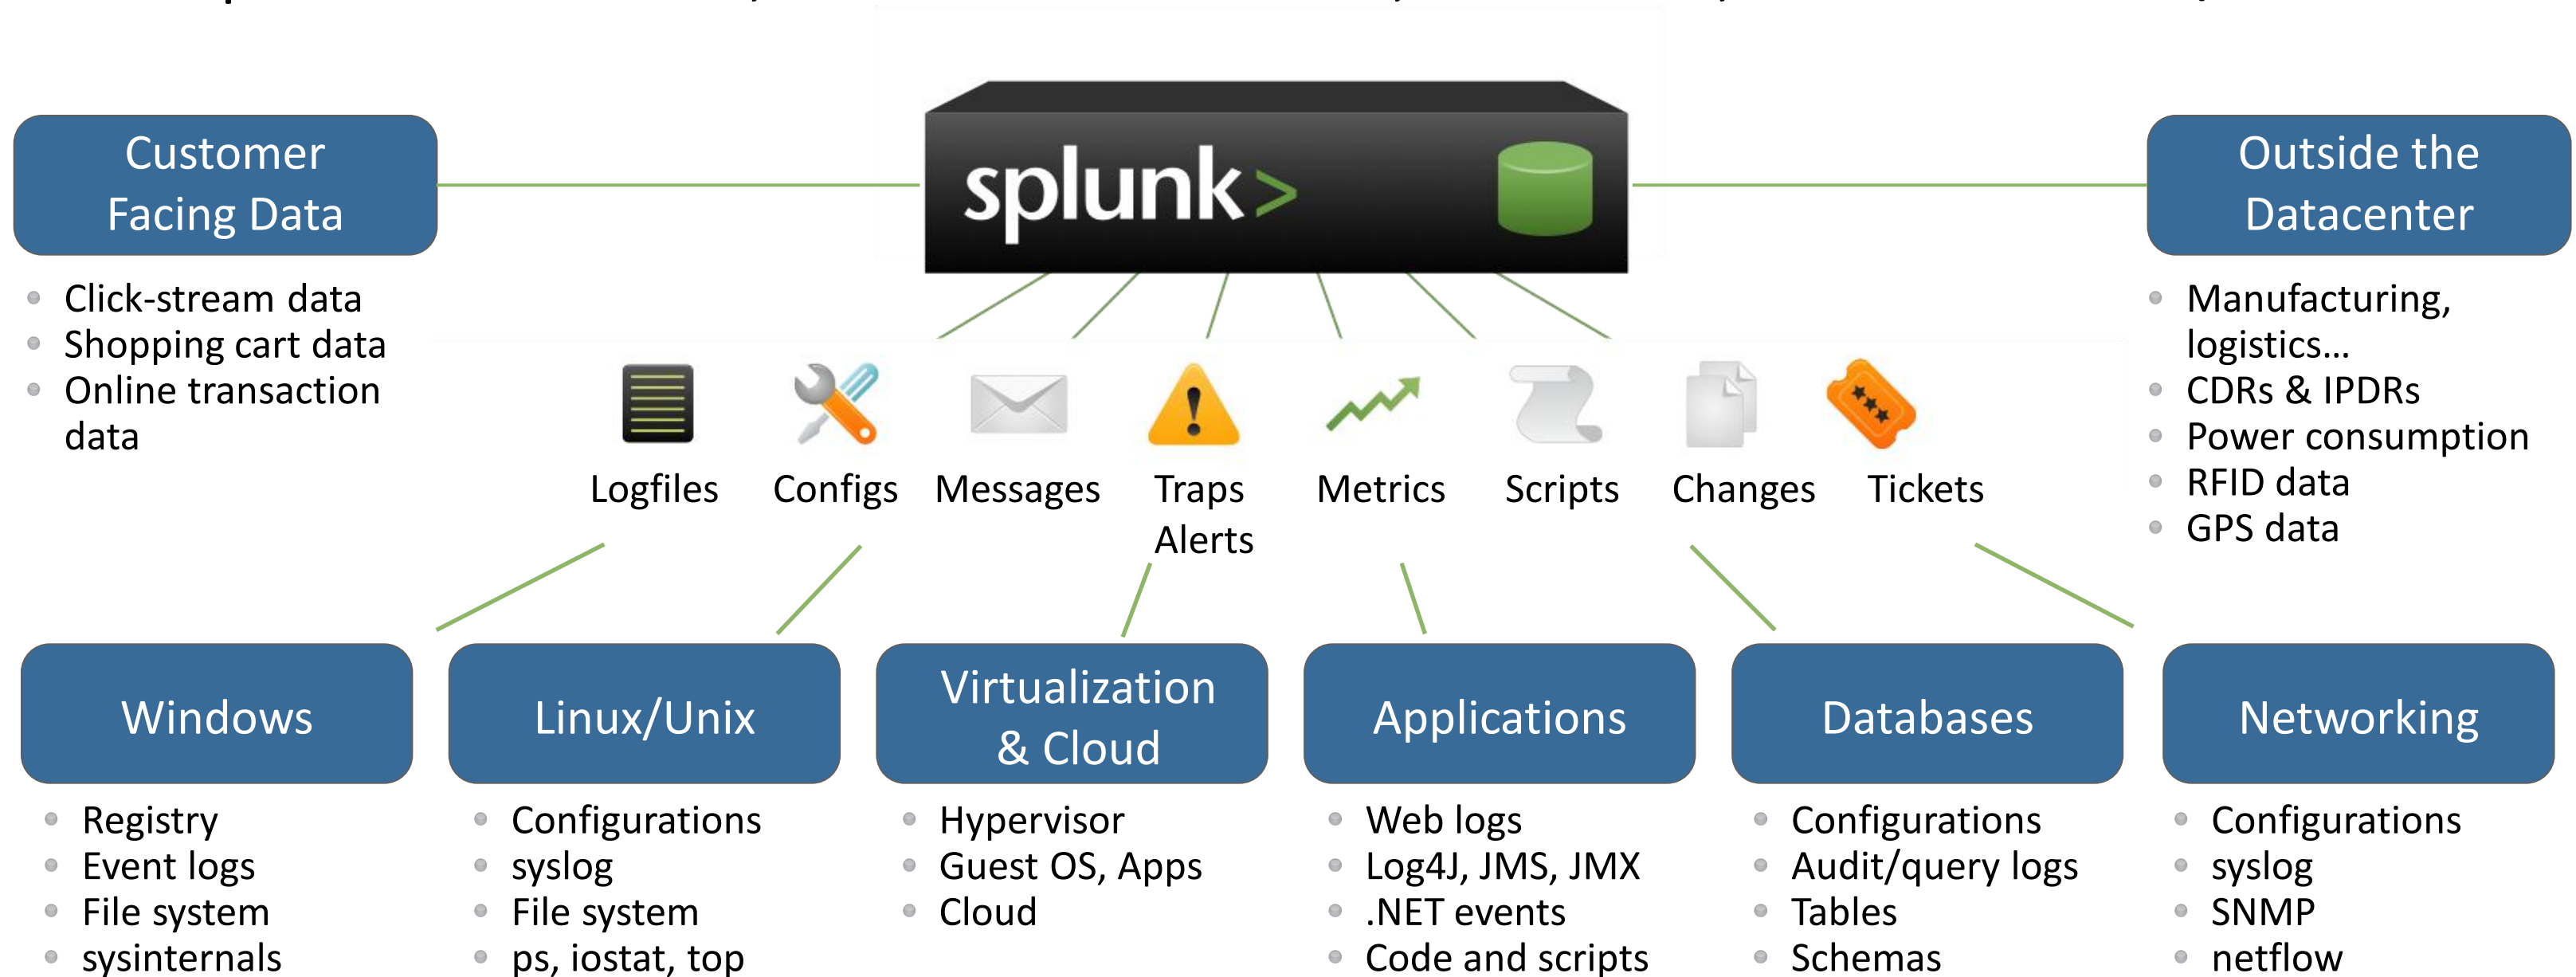 splunk>
Customer
Facing Data
Click-stream data
Shopping cart data
Online transaction
data
Outside the
Datacenter
Manufacturing,
logistics...
CDRs & IPDRs
Power consumption
RFID data
GPS data
Logfiles
Configs
Messages
Traps
Alerts
Metrics
Scripts
Changes
Tickets
Windows
Registry
Event logs
File system
sysinternals
Linux/Unix
Configurations
syslog
File system
ps, iostat, top
Virtualization
& Cloud
Hypervisor
Guest OS, Apps
Cloud
Applications
Web logs
Log4J, JMS, JMX
.NET events
Code and scripts
Databases
Configurations
Audit/query logs
Tables
Schemas
Networking
Configurations
syslog
SNMP
netflow